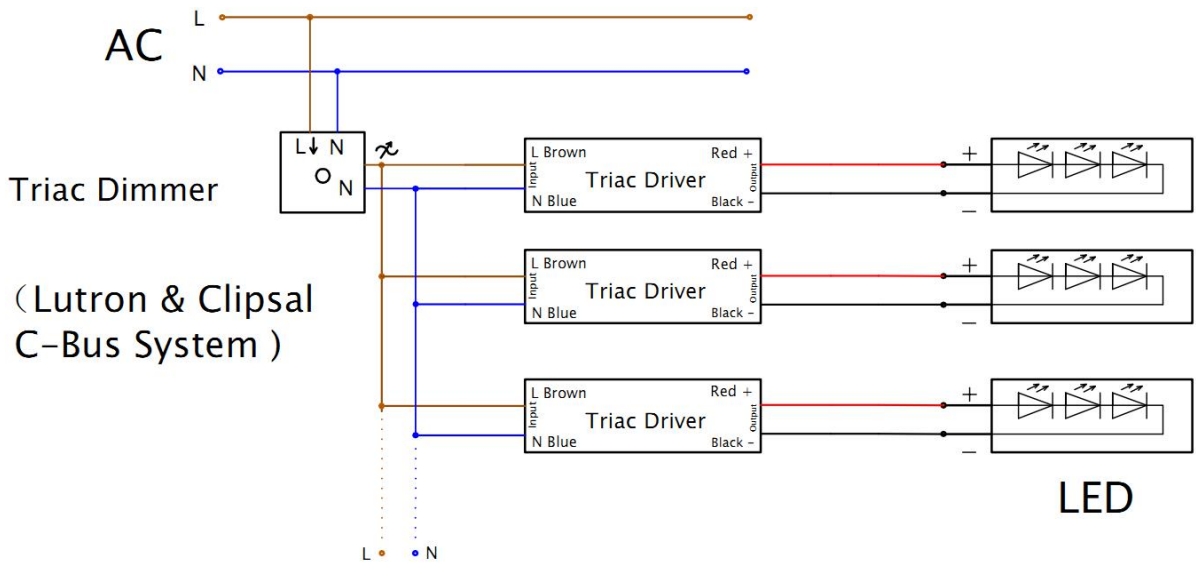 L
AC
N
L↓ N
N
Triac Dimmer
(Lutron & Clipsal
C-Bus System )
L Brown
Input
N Blue
Triac Driver
Red +
Output
Black -
+
−
L Brown
Input
N Blue
Triac Driver
Red +
Output
Black -
+
−
L Brown
Input
N Blue
Triac Driver
Red +
Output
Black -
+
−
LED
L
N